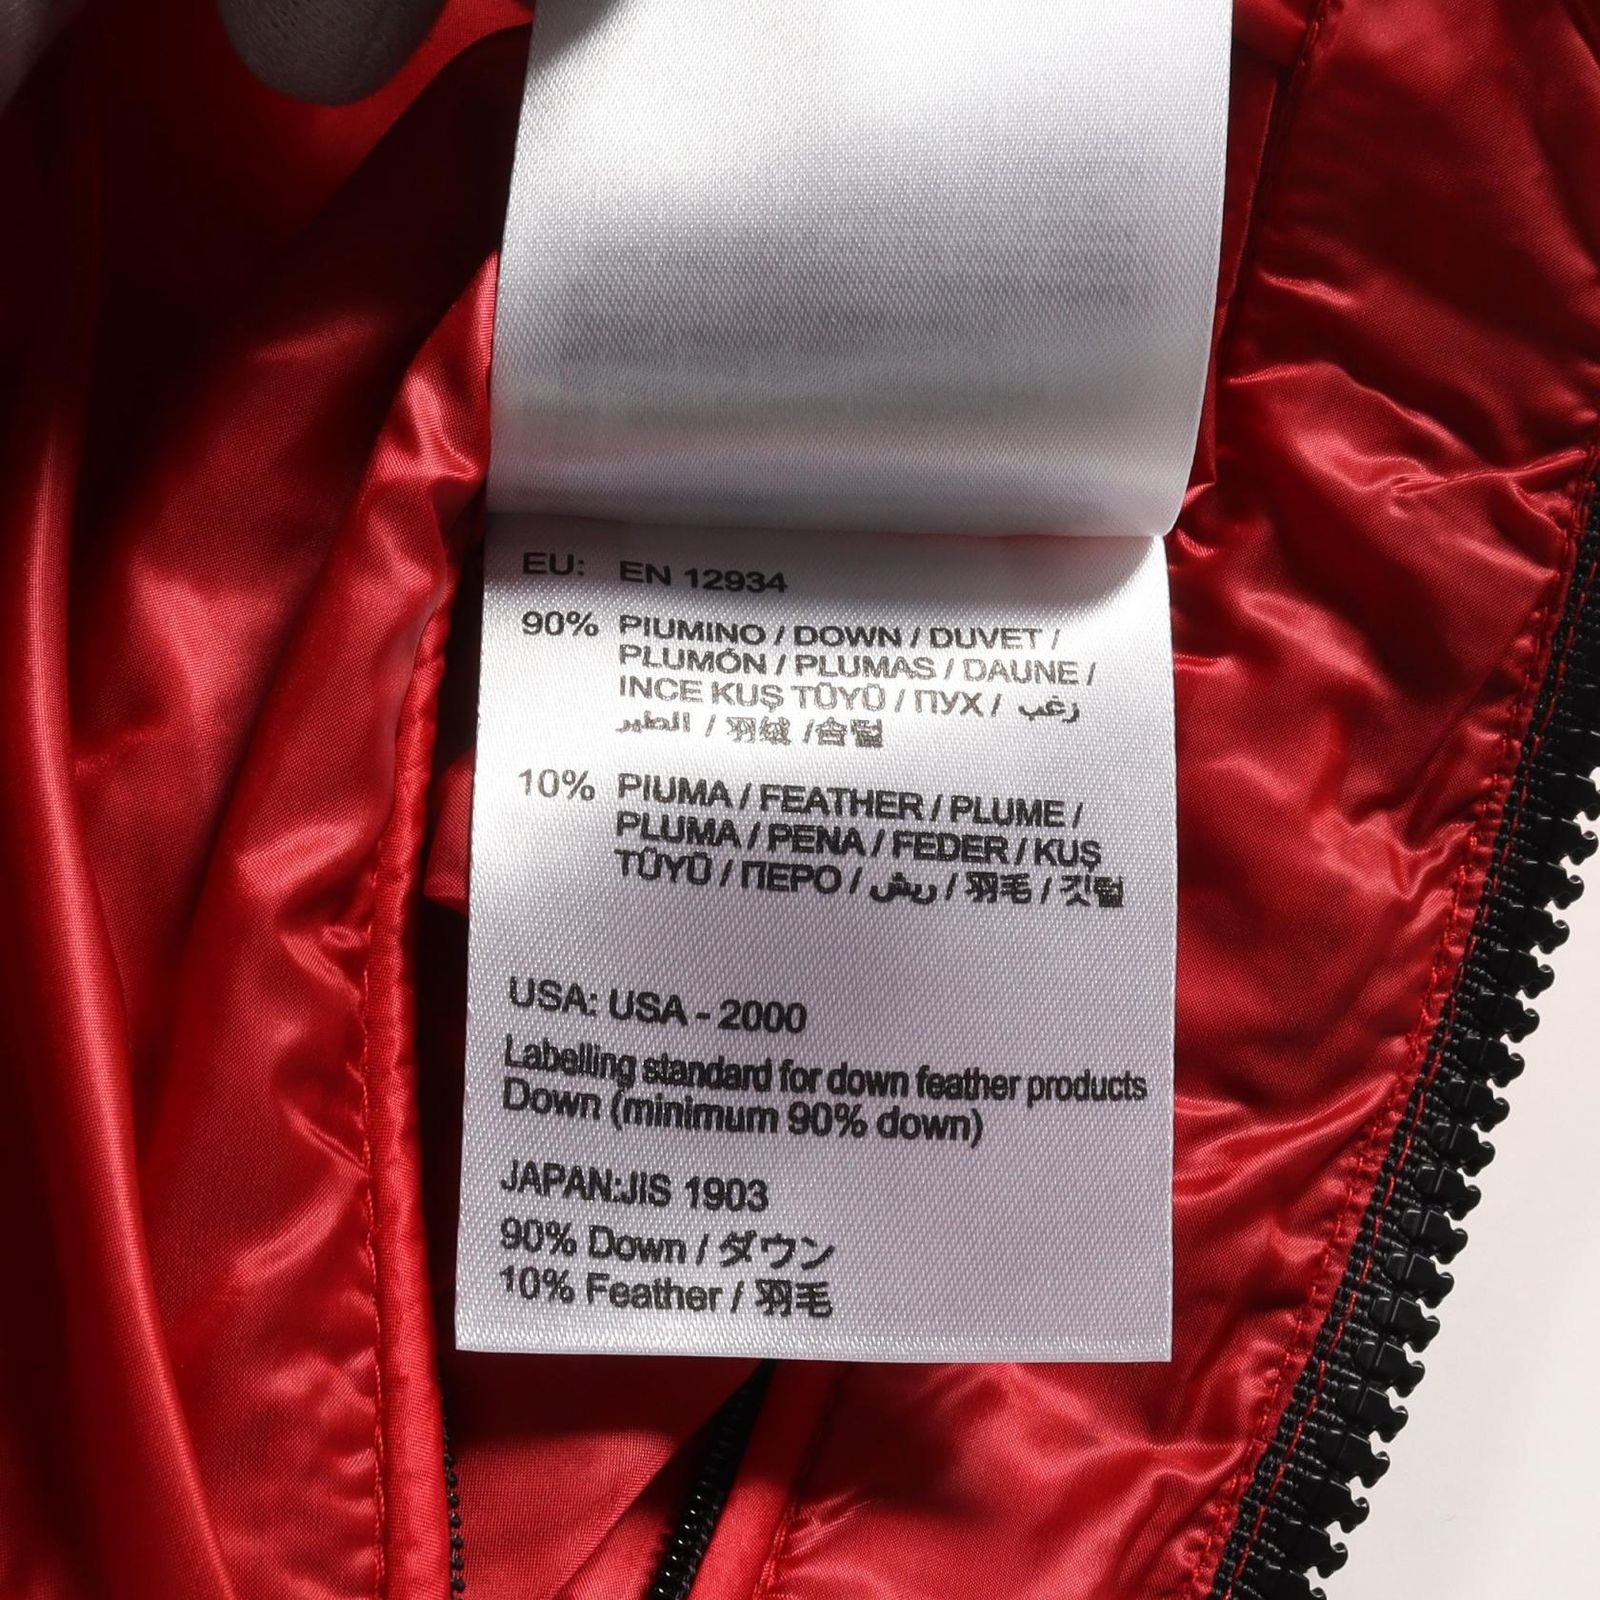 EU: EN 12934
90% PIUMINO / DOWN / DUVET /
PLUMÓN / PLUMAS / DAUNE /
INCE KUŞ TÜYÜ / ПУХ / زغب
الطير / 羽绒 /솜털
10% PIUMA / FEATHER / PLUME /
PLUMA / PENA / FEDER / KUŞ
TÜYÜ / ПЕРО / ريش / 羽毛 / 깃털
USA: USA - 2000
Labelling standard for down feather products
Down (minimum 90% down)
JAPAN:JIS 1903
90% Down / ダウン
10% Feather / 羽毛